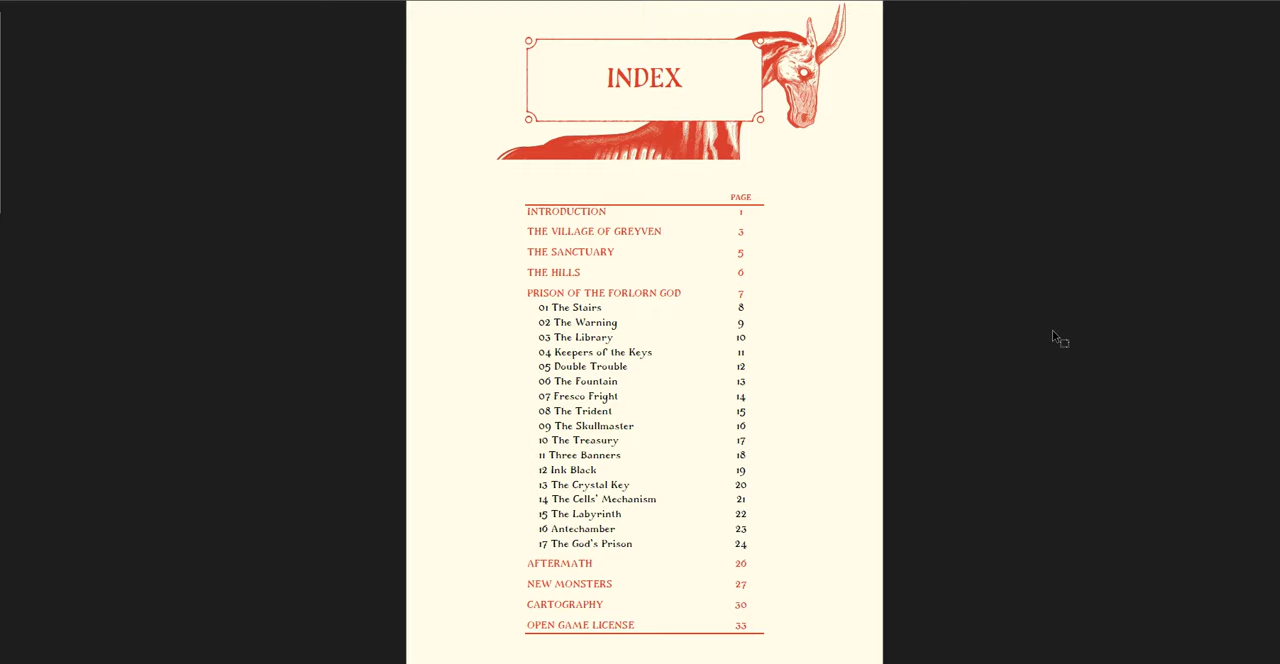 INDEX
PAGE
INTRODUCTION 1
THE VILLAGE OF GREYVEN 3
THE SANCTUARY 5
THE HILLS 6
PRISON OF THE FORLORN GOD 7
01 The Stairs 8
02 The Warning 9
03 The Library 10
04 Keepers of the Keys 11
05 Double Trouble 12
06 The Fountain 13
07 Fresco Fright 14
08 The Trident 15
09 The Skullmaster 16
10 The Treasury 17
11 Three Banners 18
12 Ink Black 19
13 The Crystal Key 20
14 The Cells' Mechanism 21
15 The Labyrinth 22
16 Antechamber 23
17 The God's Prison 24
AFTERMATH 26
NEW MONSTERS 27
CARTOGRAPHY 30
OPEN GAME LICENSE 33